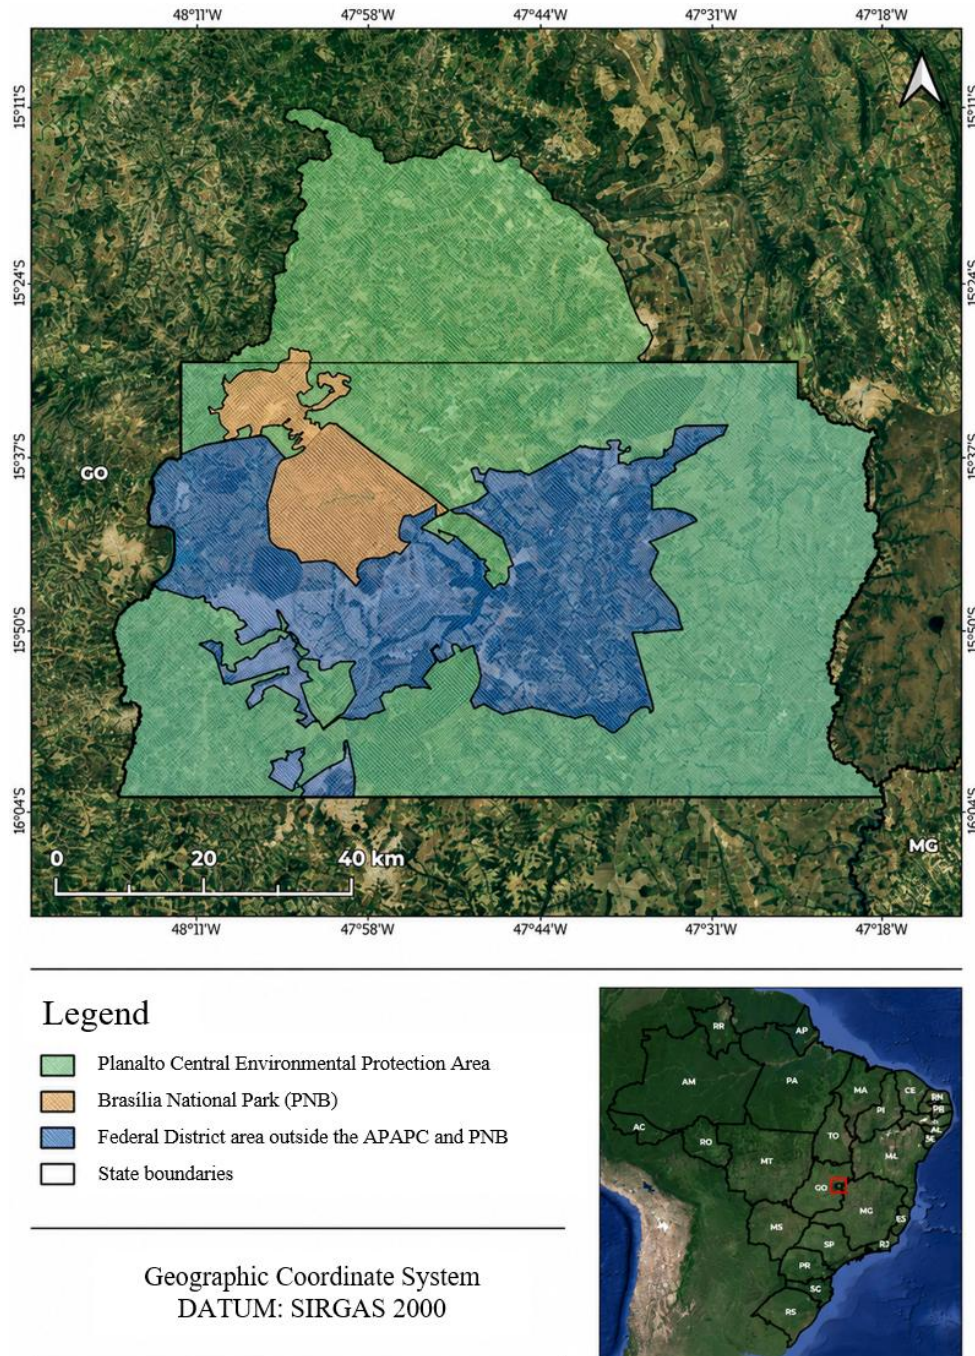 48°11'W 47°58'W 47°44'W 47°31'W 47°18'W
15°11'S 15°11'S
15°24'S 15°24'S
15°37'S 15°37'S
GO
15°50'S 15°50'S
16°04'S 16°04'S
MG
0 20 40 km
48°11'W 47°58'W 47°44'W 47°31'W 47°18'W
Legend
Planalto Central Environmental Protection Area
Brasília National Park (PNB)
Federal District area outside the APAPC and PNB
State boundaries
Geographic Coordinate System
DATUM: SIRGAS 2000
RR AP
AM PA MA CE RN
PB
PI
AC RO TO AL
SE
MT
GO
MG ES
MS
SP RJ
PR
SC
RS